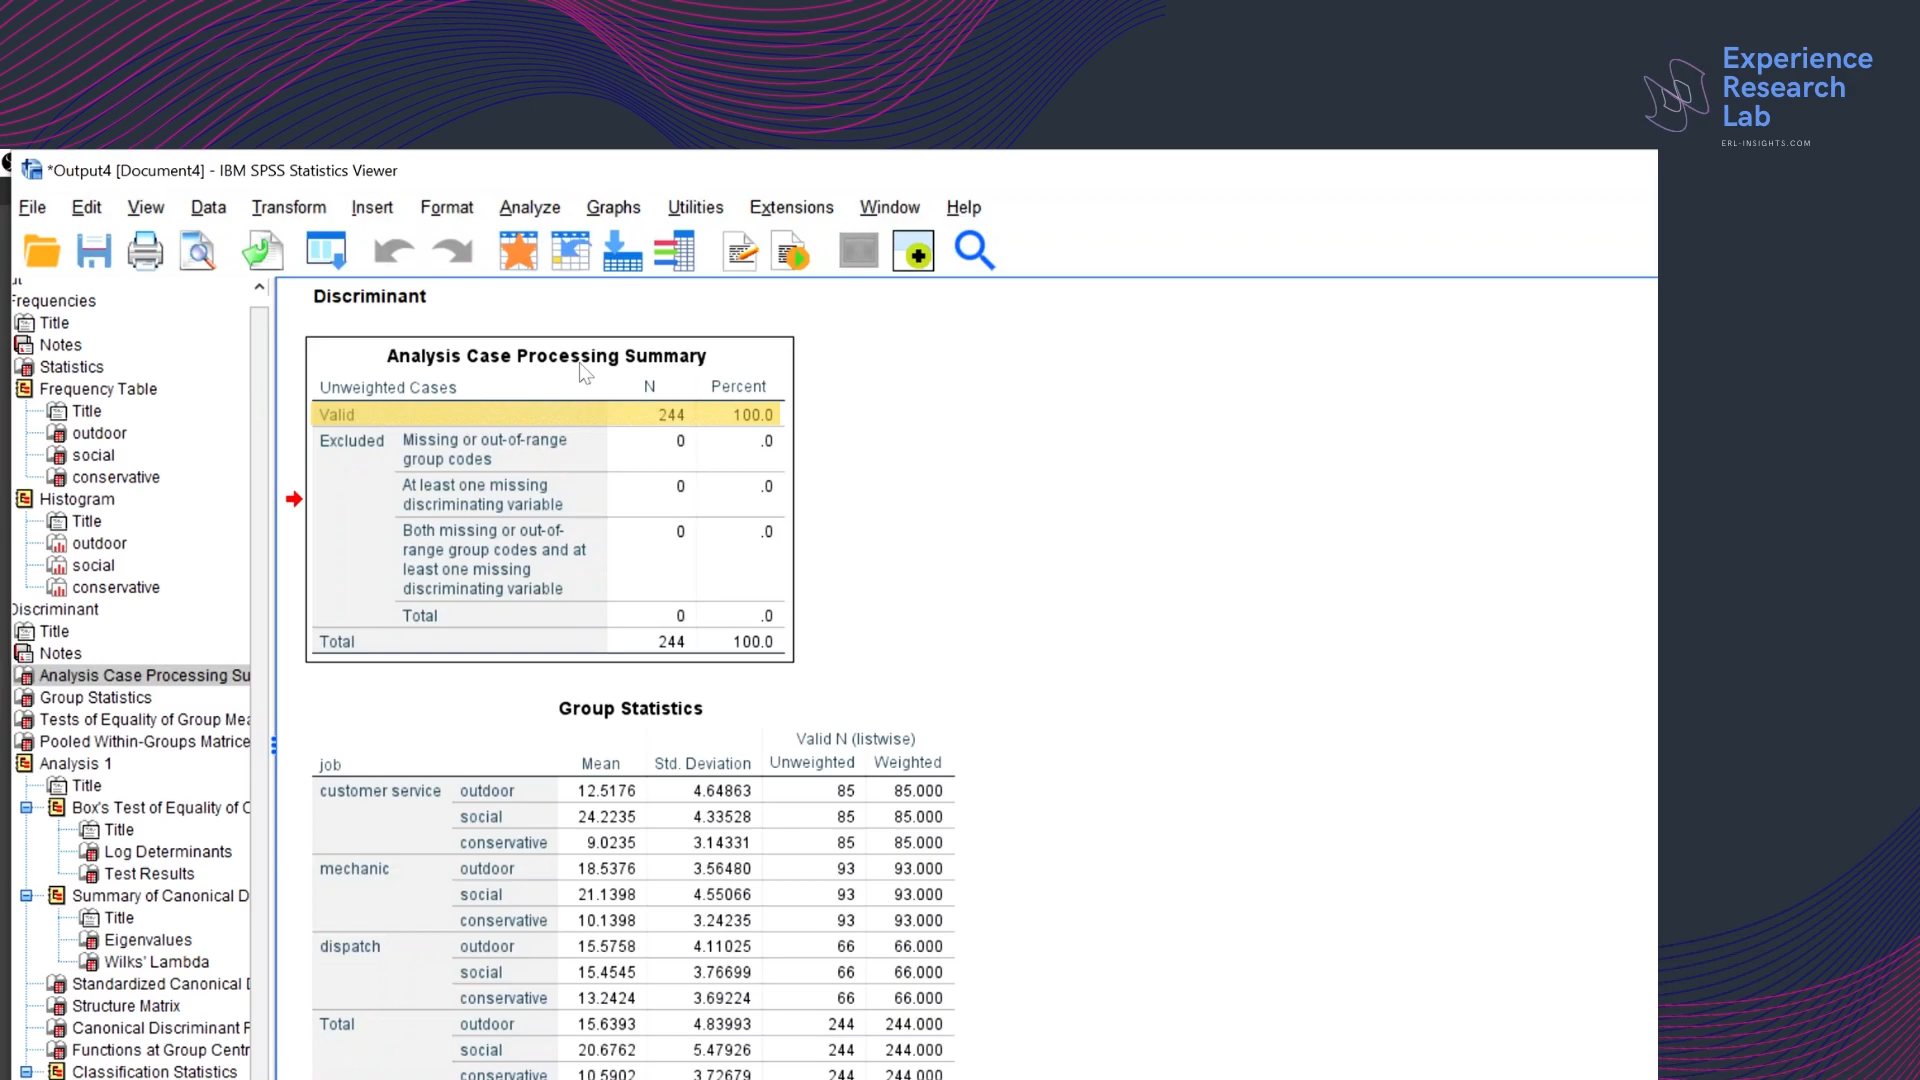 Experience
Research
Lab
ERL-INSIGHTS.COM
*Output4 [Document4] - IBM SPSS Statistics Viewer
File Edit View Data Transform Insert Format Analyze Graphs Utilities Extensions Window Help
Frequencies
Title
Notes
Statistics
Frequency Table
Title
outdoor
social
conservative
Histogram
Title
outdoor
social
conservative
Discriminant
Title
Notes
Analysis Case Processing Su
Group Statistics
Tests of Equality of Group Mea
Pooled Within-Groups Matrice
Analysis 1
Title
Box's Test of Equality of C
Title
Log Determinants
Test Results
Summary of Canonical D
Title
Eigenvalues
Wilks' Lambda
Standardized Canonical D
Structure Matrix
Canonical Discriminant F
Functions at Group Centr
Classification Statistics
Discriminant
Analysis Case Processing Summary
Unweighted Cases N Percent
Valid 244 100.0
Excluded Missing or out-of-range group codes 0 .0
At least one missing discriminating variable 0 .0
Both missing or out-of-range group codes and at least one missing discriminating variable 0 .0
Total 0 .0
Total 244 100.0
Group Statistics
Valid N (listwise)
job Mean Std. Deviation Unweighted Weighted
customer service outdoor 12.5176 4.64863 85 85.000
social 24.2235 4.33528 85 85.000
conservative 9.0235 3.14331 85 85.000
mechanic outdoor 18.5376 3.56480 93 93.000
social 21.1398 4.55066 93 93.000
conservative 10.1398 3.24235 93 93.000
dispatch outdoor 15.5758 4.11025 66 66.000
social 15.4545 3.76699 66 66.000
conservative 13.2424 3.69224 66 66.000
Total outdoor 15.6393 4.83993 244 244.000
social 20.6762 5.47926 244 244.000
conservative 10.5902 3.72679 244 244.000